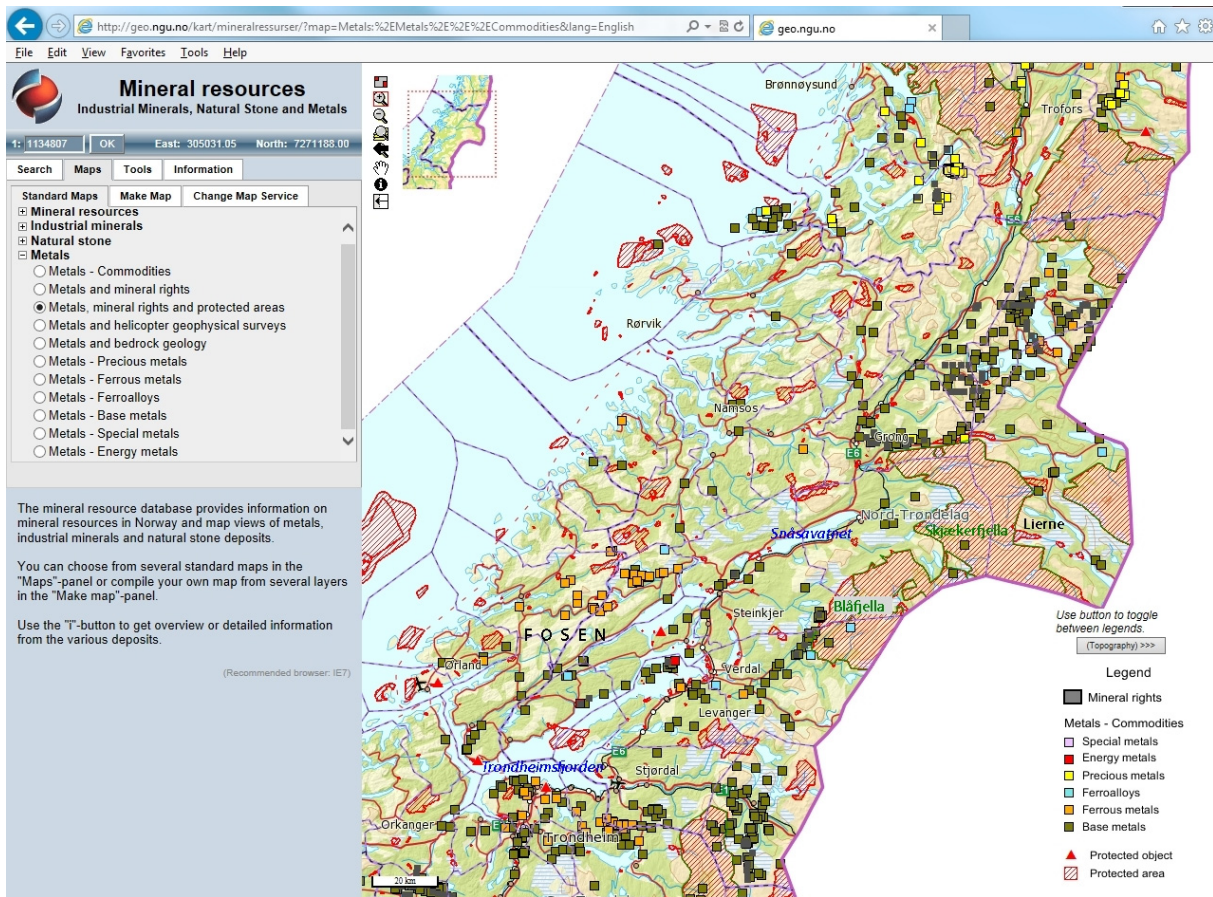 http://geo.ngu.no/kart/mineralressurser/?map=Metals:%2EMetals%2E%2E%2ECommodities&lang=English
geo.ngu.no
File Edit View Favorites Tools Help
Mineral resources
Industrial Minerals, Natural Stone and Metals
1: 1134807 OK East: 305031.05 North: 7271188.00
Search Maps Tools Information
Standard Maps Make Map Change Map Service
Mineral resources
Industrial minerals
Natural stone
Metals
Metals - Commodities
Metals and mineral rights
Metals, mineral rights and protected areas
Metals and helicopter geophysical surveys
Metals and bedrock geology
Metals - Precious metals
Metals - Ferrous metals
Metals - Ferroalloys
Metals - Base metals
Metals - Special metals
Metals - Energy metals
The mineral resource database provides information on
mineral resources in Norway and map views of metals,
industrial minerals and natural stone deposits.
You can choose from several standard maps in the
"Maps"-panel or compile your own map from several layers
in the "Make map"-panel.
Use the "i"-button to get overview or detailed information
from the various deposits.
(Recommended browser: IE7)
Brønnøysund
Trofors
Rørvik
Namsos
Grong
E6
Nord-Trøndelag
Snåsavatnet
Skjækerfjella
Lierne
Blåfjella
Steinkjer
FOSEN
Ørland
Verdal
Levanger
E6
Trondheimsfjorden
Stjørdal
Orkanger
Trondheim
20 km
Use button to toggle
between legends.
(Topography) >>>
Legend
Mineral rights
Metals - Commodities
Special metals
Energy metals
Precious metals
Ferroalloys
Ferrous metals
Base metals
Protected object
Protected area